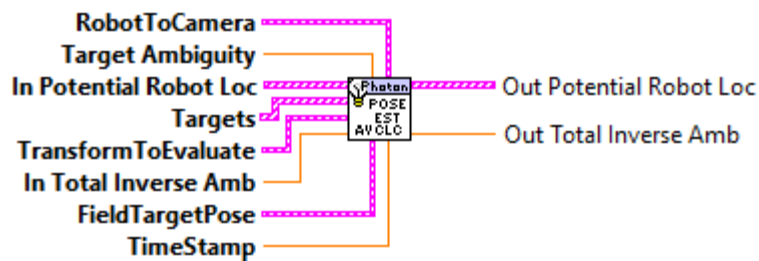 RobotToCamera
Target Ambiguity
In Potential Robot Loc
Targets
TransformToEvaluate
In Total Inverse Amb
FieldTargetPose
TimeStamp
Photon
POSE
EST
AVCLC
Out Potential Robot Loc
Out Total Inverse Amb